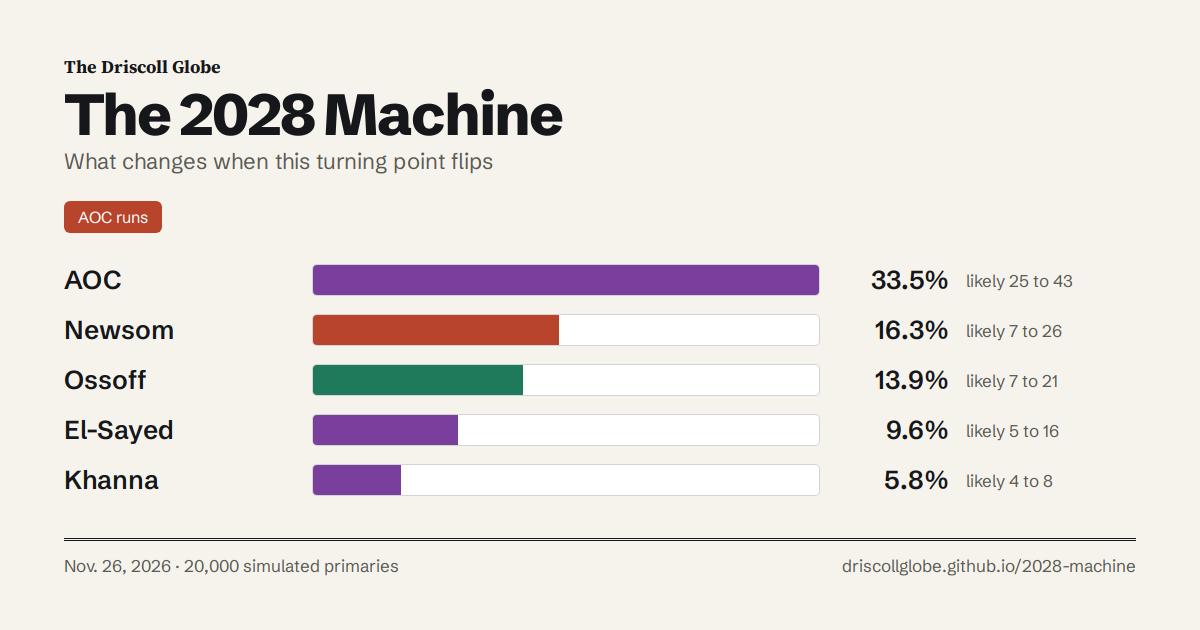 The Driscoll Globe
The 2028 Machine
What changes when this turning point flips
AOC runs
AOC 33.5% likely 25 to 43
Newsom 16.3% likely 7 to 26
Ossoff 13.9% likely 7 to 21
El-Sayed 9.6% likely 5 to 16
Khanna 5.8% likely 4 to 8
Nov. 26, 2026 · 20,000 simulated primaries driscollglobe.github.io/2028-machine